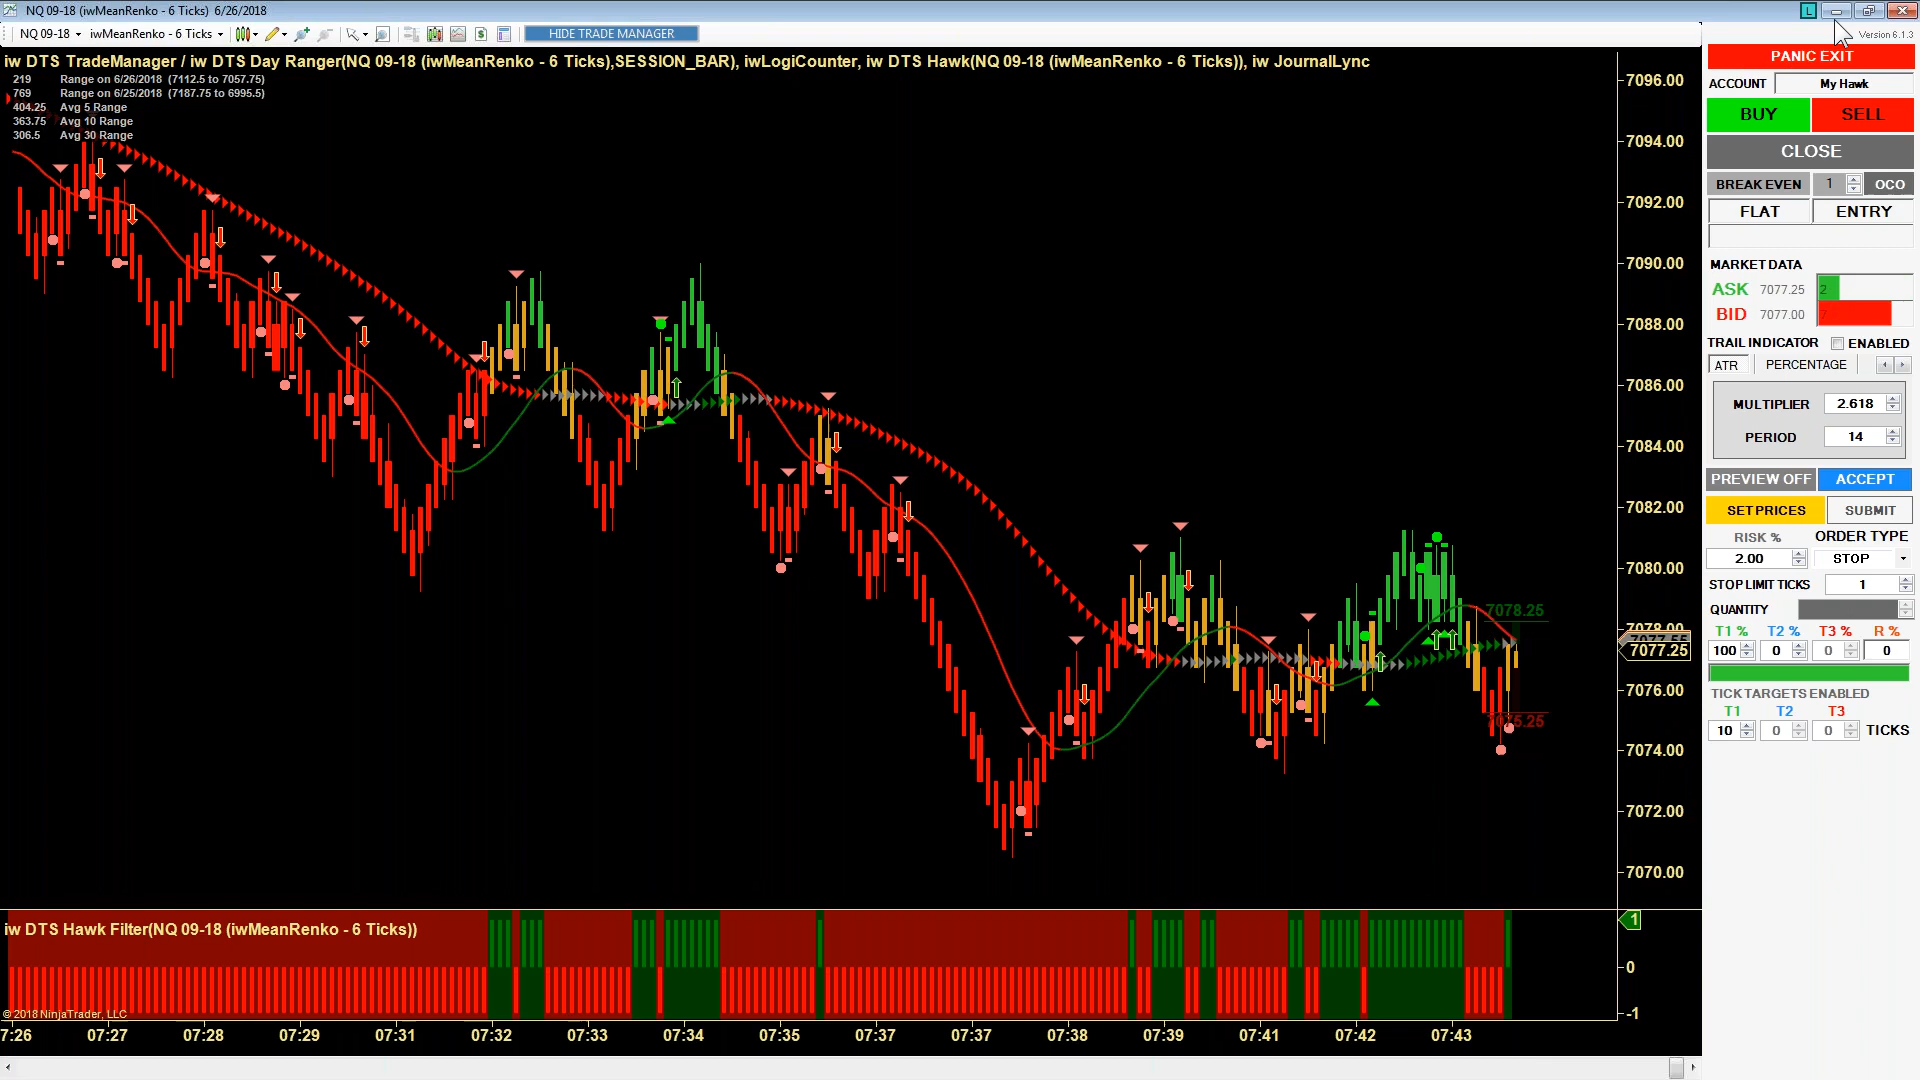 NQ 09-18 (iwMeanRenko - 6 Ticks)  6/26/2018
L
NQ 09-18 iwMeanRenko - 6 Ticks HIDE TRADE MANAGER
Version 6.1.3
iw DTS TradeManager / iw DTS Day Ranger(NQ 09-18 (iwMeanRenko - 6 Ticks),SESSION_BAR), iwLogiCounter, iw DTS Hawk(NQ 09-18 (iwMeanRenko - 6 Ticks)), iw JournalLync
219 Range on 6/26/2018 (7112.5 to 7057.75)
769 Range on 6/25/2018 (7187.75 to 6995.5)
404.25 Avg 5 Range
363.75 Avg 10 Range
306.5 Avg 30 Range
7096.00
7094.00
7092.00
7090.00
7088.00
7086.00
7084.00
7082.00
7080.00
7078.25
7078.00
7077.25
7076.00
7075.25
7074.00
7072.00
7070.00
iw DTS Hawk Filter(NQ 09-18 (iwMeanRenko - 6 Ticks))
1
0
-1
© 2018 NinjaTrader, LLC
7:26 07:27 07:28 07:29 07:31 07:32 07:33 07:34 07:35 07:37 07:37 07:38 07:39 07:41 07:42 07:43
PANIC EXIT
ACCOUNT My Hawk
BUY SELL
CLOSE
BREAK EVEN 1 OCO
FLAT ENTRY
MARKET DATA
ASK 7077.25 2
BID 7077.00 7
TRAIL INDICATOR ENABLED
ATR PERCENTAGE
MULTIPLIER 2.618
PERIOD 14
PREVIEW OFF ACCEPT
SET PRICES SUBMIT
RISK % ORDER TYPE
2.00 STOP
STOP LIMIT TICKS 1
QUANTITY
T1 % T2 % T3 % R %
100 0 0 0
TICK TARGETS ENABLED
T1 T2 T3
10 0 0 TICKS